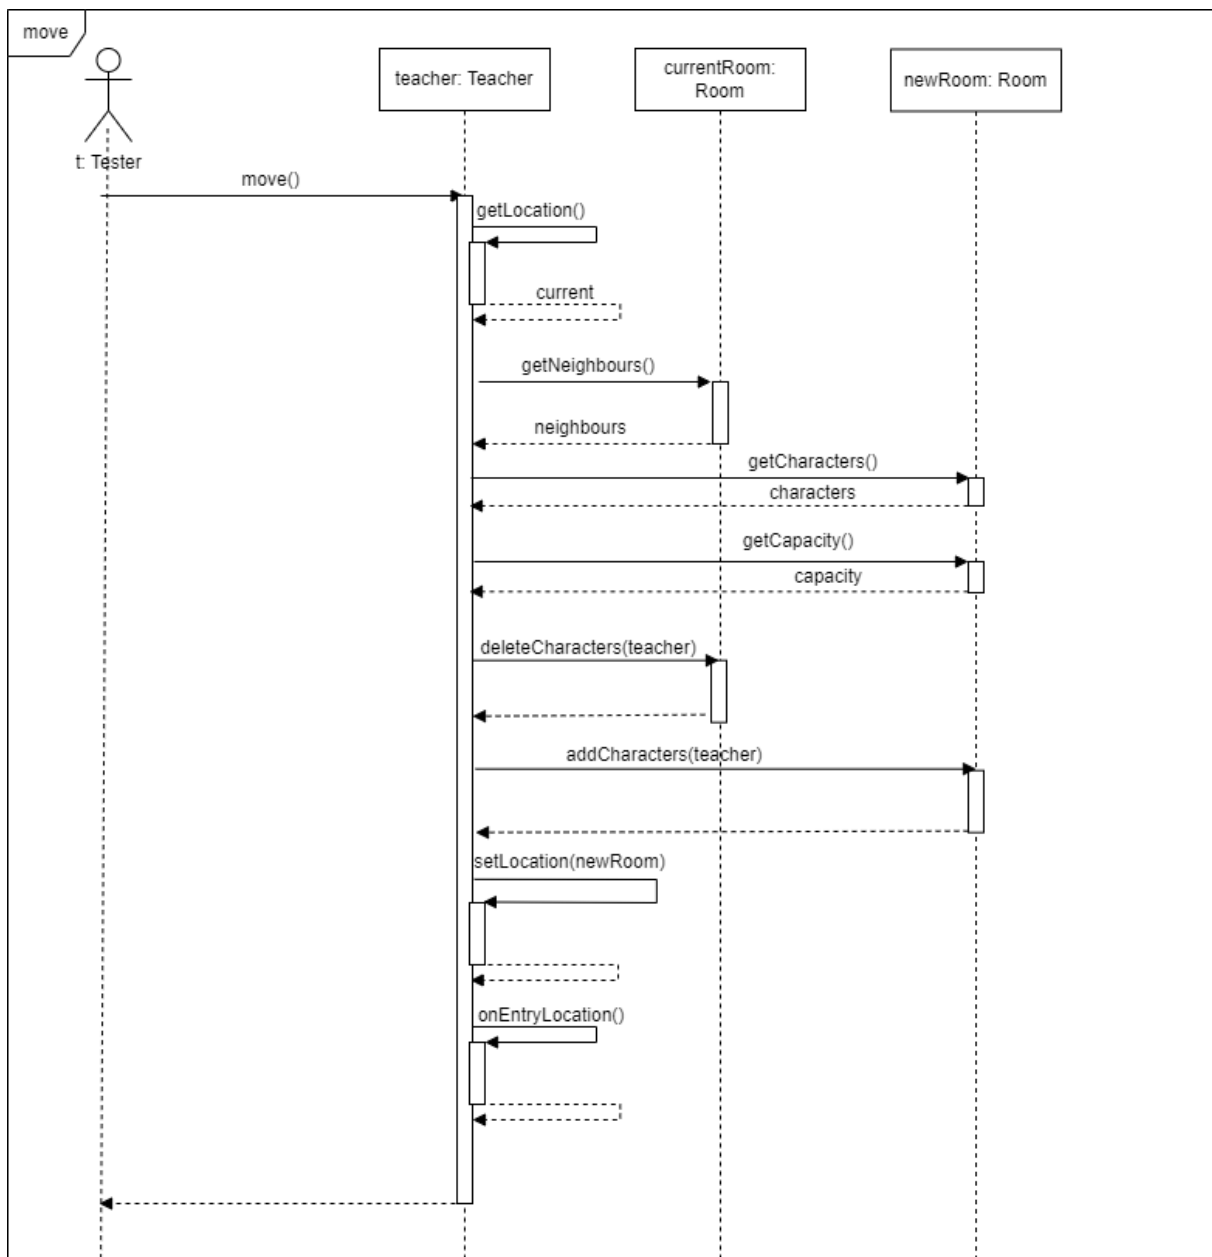 move
teacher: Teacher
currentRoom:
Room
newRoom: Room
t: Tester
move()
getLocation()
current
getNeighbours()
neighbours
getCharacters()
characters
getCapacity()
capacity
deleteCharacters(teacher)
addCharacters(teacher)
setLocation(newRoom)
onEntryLocation()